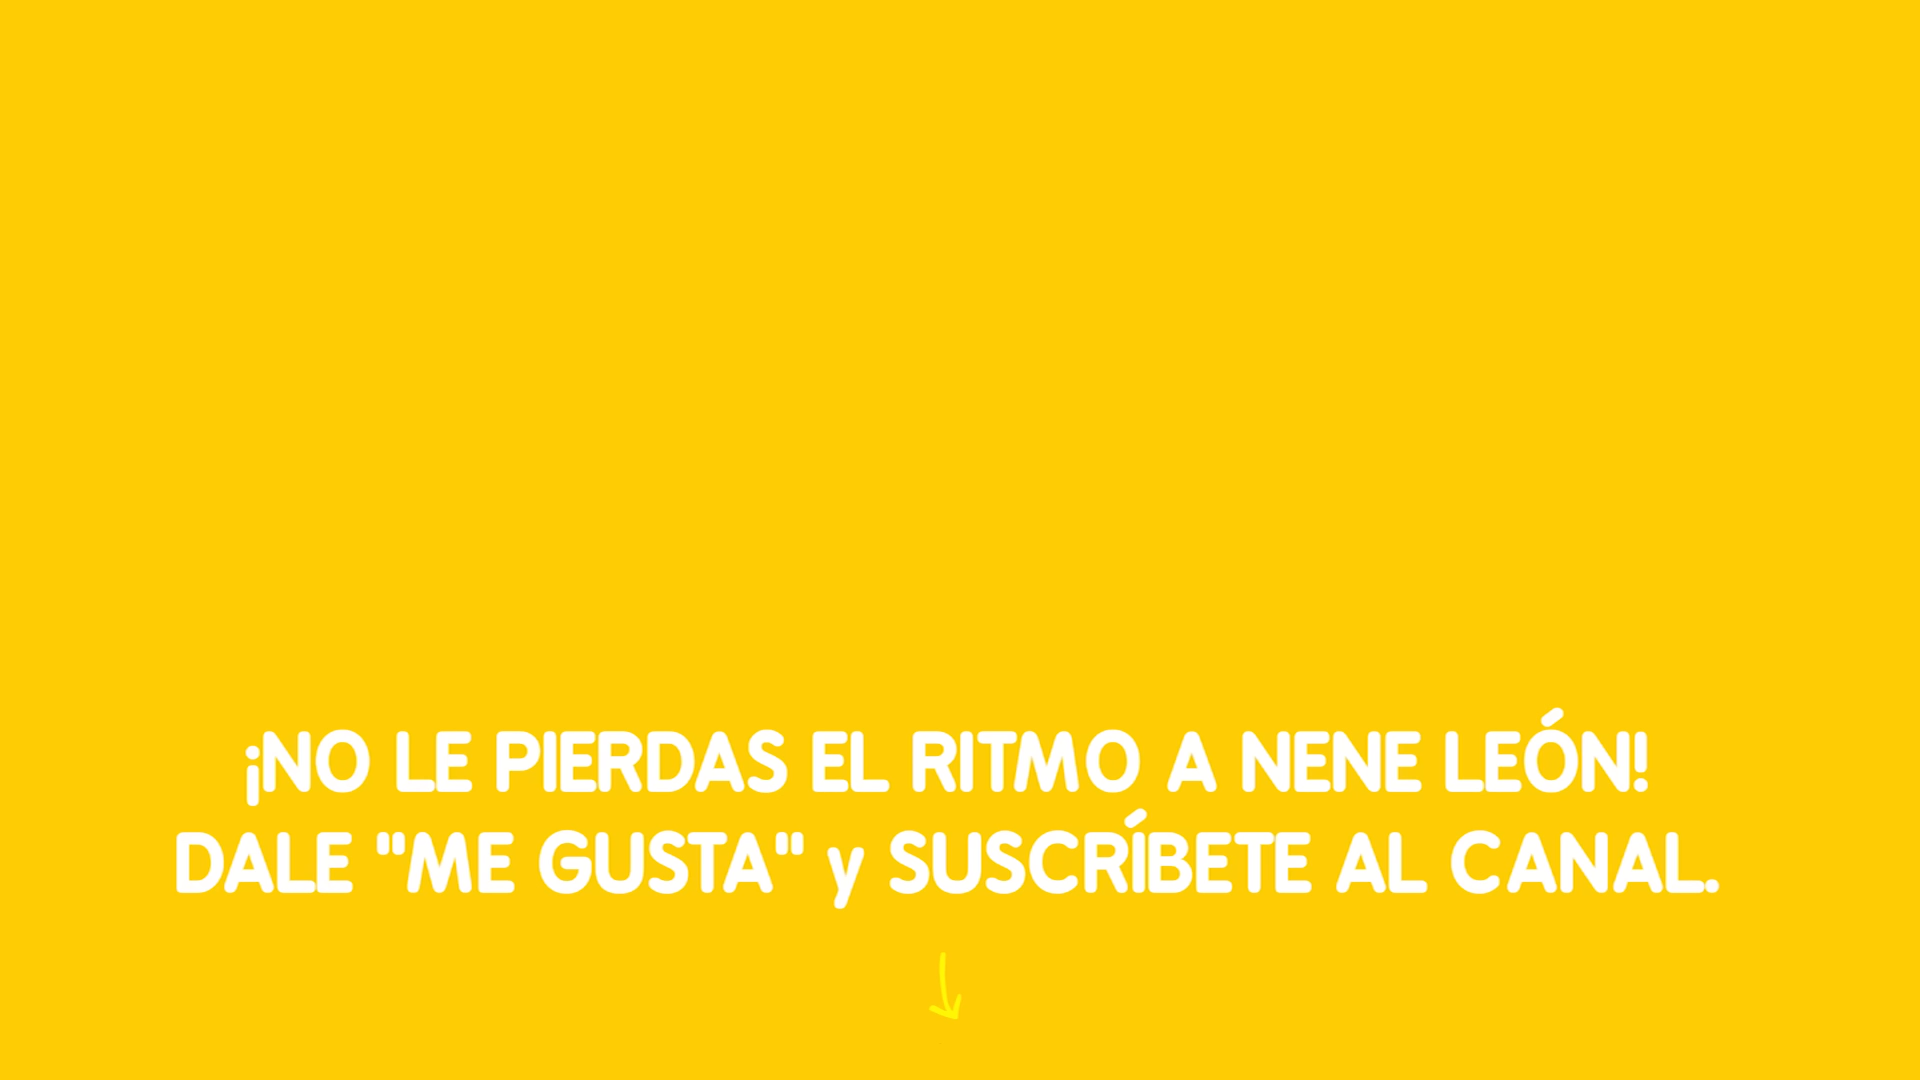 ¡NO LE PIERDAS EL RITMO A NENE LEÓN!
DALE "ME GUSTA" y SUSCRÍBETE AL CANAL.